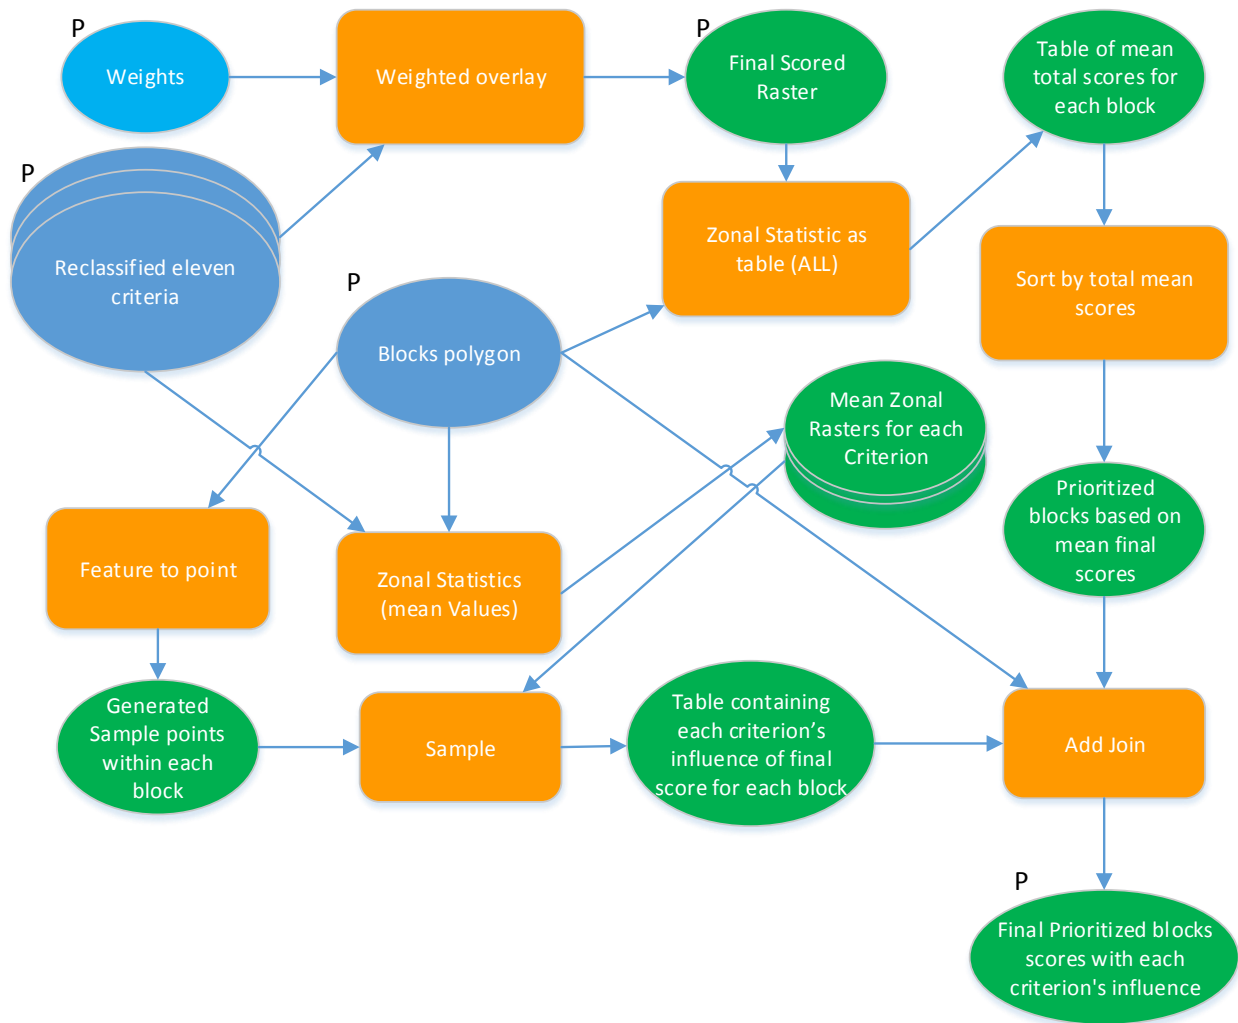 P
Weights
Weighted overlay
P
Final Scored
Raster
Table of mean
total scores for
each block
P
Reclassified eleven
criteria
Zonal Statistic as
table (ALL)
Sort by total mean
scores
P
Blocks polygon
Mean Zonal
Rasters for each
Criterion
Prioritized
blocks based on
mean final
scores
Feature to point
Zonal Statistics
(mean Values)
Generated
Sample points
within each
block
Sample
Table containing
each criterion’s
influence of final
score for each block
Add Join
P
Final Prioritized blocks
scores with each
criterion's influence